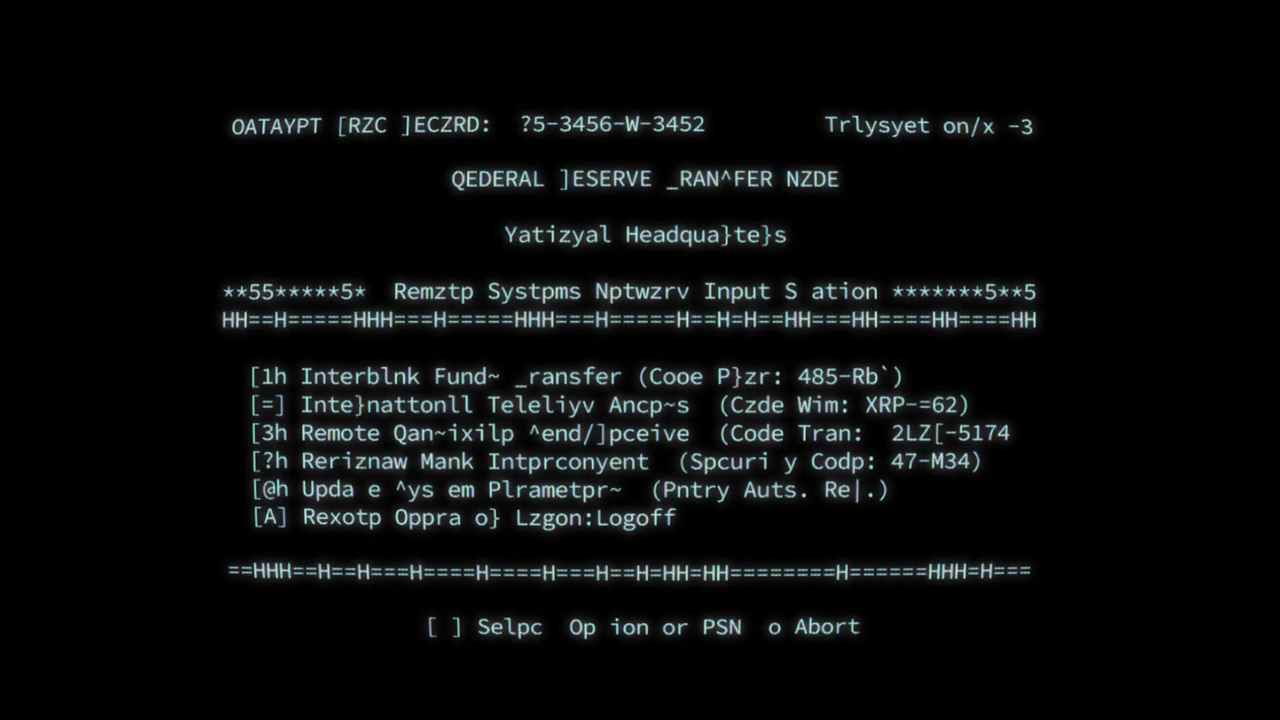 OATAYPT [RZC ]ECZRD: ?5-3456-W-3452 Trlysyet on/x -3
QEDERAL ]ESERVE _RAN^FER NZDE
Yatizyal Headqua}te}s
**55*****5* Remztp Systpms Nptwzrv Input S ation *******5**5
HH==H=====HHH===H=====HHH===H=====H==H=H==HH===HH====HH====HH
[1h Interblnk Fund~ _ransfer (Cooe P}zr: 485-Rb`)
[=] Inte}nattonll Teleliyv Ancp~s (Czde Wim: XRP-=62)
[3h Remote Qan~ixilp ^end/]pceive (Code Tran: 2LZ[-5174
[?h Reriznaw Mank Intprconyent (Spcuri y Codp: 47-M34)
[@h Upda e ^ys em Plrametpr~ (Pntry Auts. Re|.)
[A] Rexotp Oppra o} Lzgon:Logoff
==HHH==H==H===H====H====H===H==H=HH=HH========H======HHH=H===
[ ] Selpc Op ion or PSN o Abort